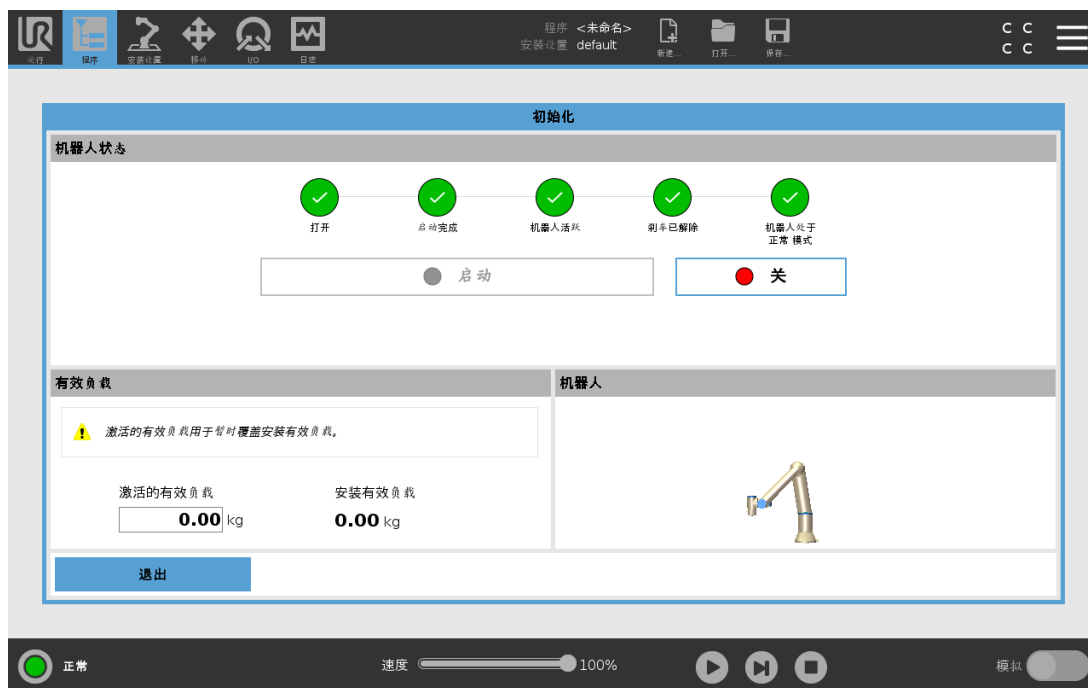 程序 <未命名>
安装设置 default
C C
C C
UR
运行
程序
安装设置
移动
I/O
日志
新建...
打开...
保存...
初始化
机器人状态
打开
启动完成
机器人活跃
刹车已解除
机器人处于
正常 模式
启动
关
有效负载
机器人
激活的有效负载用于暂时覆盖安装有效负载。
激活的有效负载
安装有效负载
0.00 kg
0.00 kg
退出
正常
速度
100%
模拟